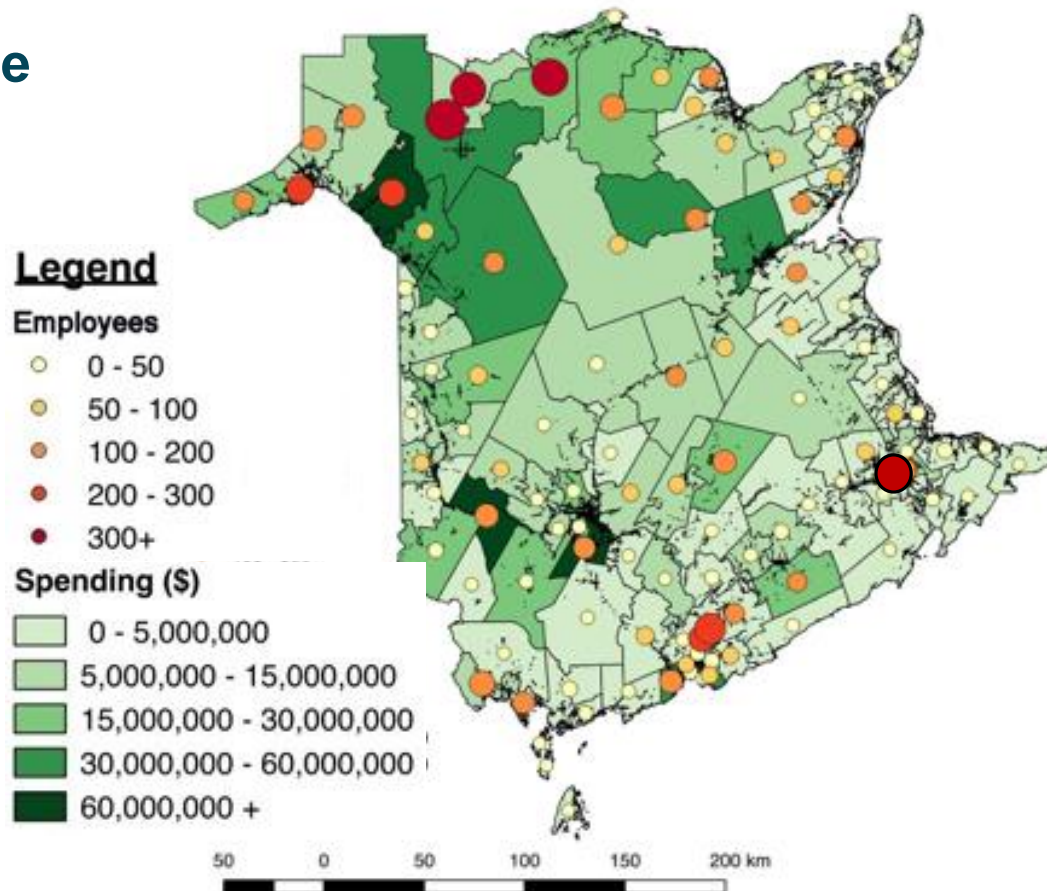 e
Legend
Employees
0 - 50
50 - 100
100 - 200
200 - 300
300+
Spending ($)
0 - 5,000,000
5,000,000 - 15,000,000
15,000,000 - 30,000,000
30,000,000 - 60,000,000
60,000,000 +
50 0 50 100 150 200 km